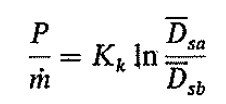 P/ṁ = K_k ln D̄_sa/D̄_sb